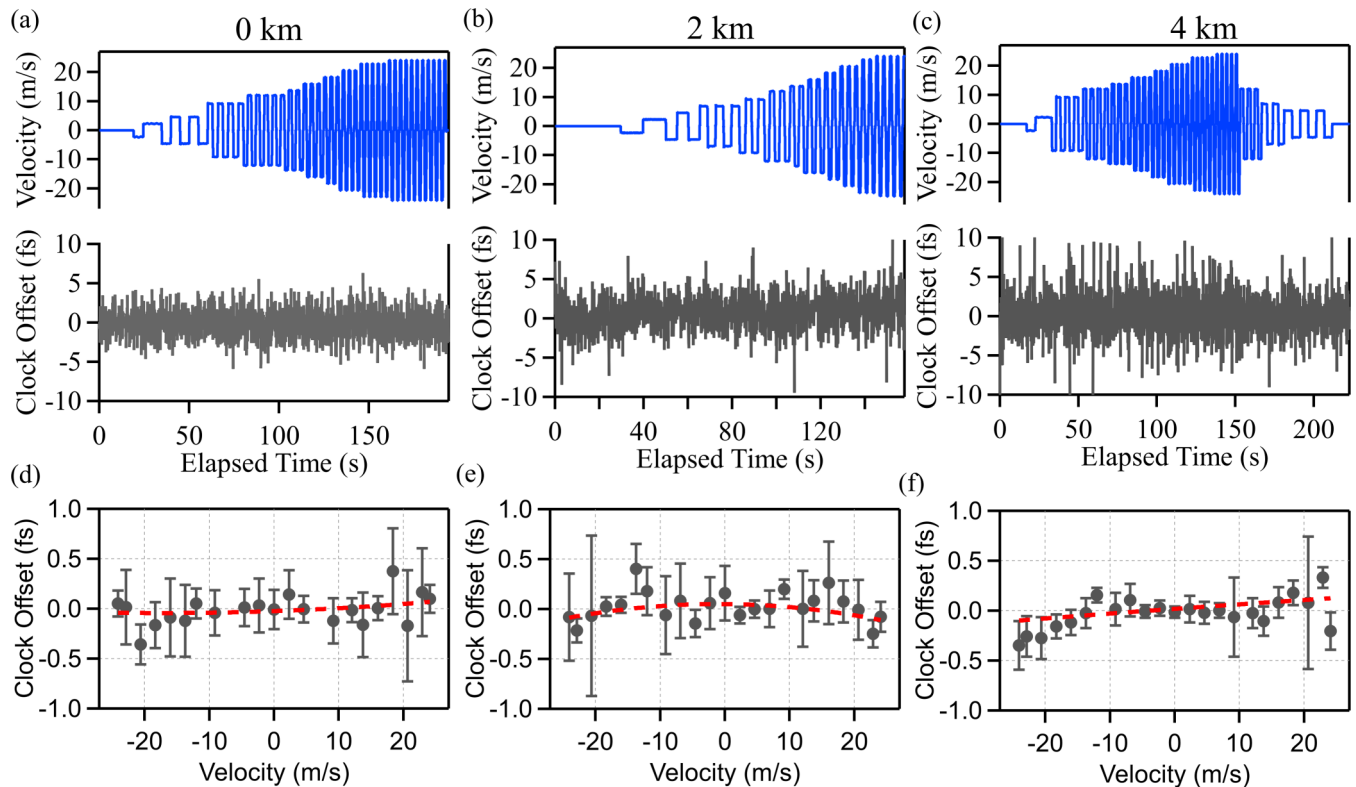 (a)
0 km
(b)
2 km
(c)
4 km
Velocity (m/s)
20
10
0
-10
-20
Velocity (m/s)
20
10
0
-10
-20
Velocity (m/s)
20
10
0
-10
-20
Clock Offset (fs)
10
5
0
-5
-10
Clock Offset (fs)
10
5
0
-5
-10
Clock Offset (fs)
10
5
0
-5
-10
0 50 100 150
Elapsed Time (s)
0 40 80 120
Elapsed Time (s)
0 50 100 150 200
Elapsed Time (s)
(d)
Clock Offset (fs)
1.0
0.5
0.0
-0.5
-1.0
-20 -10 0 10 20
Velocity (m/s)
(e)
Clock Offset (fs)
1.0
0.5
0.0
-0.5
-1.0
-20 -10 0 10 20
Velocity (m/s)
(f)
Clock Offset (fs)
1.0
0.5
0.0
-0.5
-1.0
-20 -10 0 10 20
Velocity (m/s)